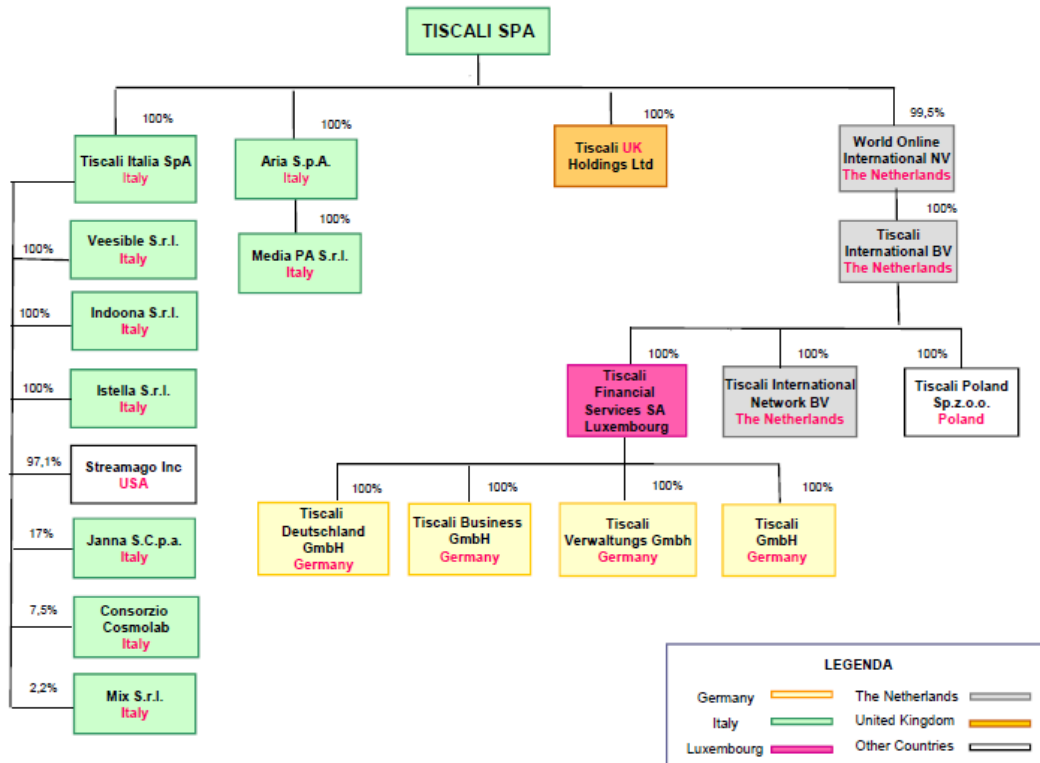 TISCALI SPA
100%
100%
100%
99,5%
Tiscali Italia SpA
Italy
Aria S.p.A.
Italy
Tiscali UK
Holdings Ltd
World Online
International NV
The Netherlands
100%
100%
100%
Veesible S.r.l.
Italy
Media PA S.r.l.
Italy
Tiscali
International BV
The Netherlands
100%
Indoona S.r.l.
Italy
100%
100%
100%
100%
Istella S.r.l.
Italy
Tiscali
Financial
Services SA
Luxembourg
Tiscali International
Network BV
The Netherlands
Tiscali Poland
Sp.z.o.o.
Poland
97,1%
Streamago Inc
USA
100%
100%
100%
100%
Tiscali
Deutschland
GmbH
Germany
Tiscali Business
GmbH
Germany
Tiscali
Verwaltungs Gmbh
Germany
Tiscali
GmbH
Germany
17%
Janna S.C.p.a.
Italy
7,5%
Consorzio
Cosmolab
Italy
2,2%
Mix S.r.l.
Italy
LEGENDA
Germany
The Netherlands
Italy
United Kingdom
Luxembourg
Other Countries